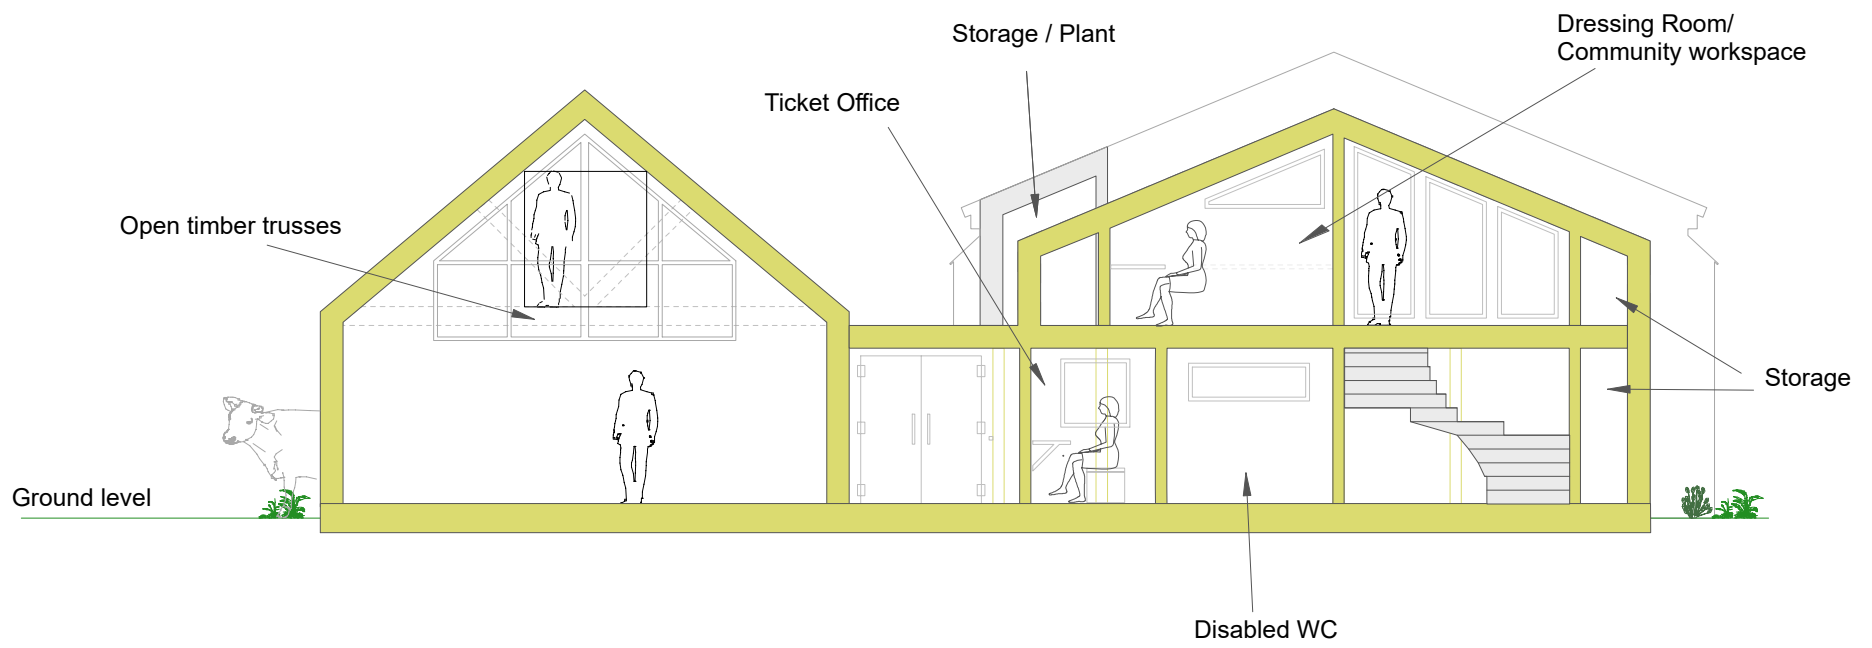 Storage / Plant
Dressing Room/
Community workspace
Ticket Office
Open timber trusses
Storage
Ground level
Disabled WC